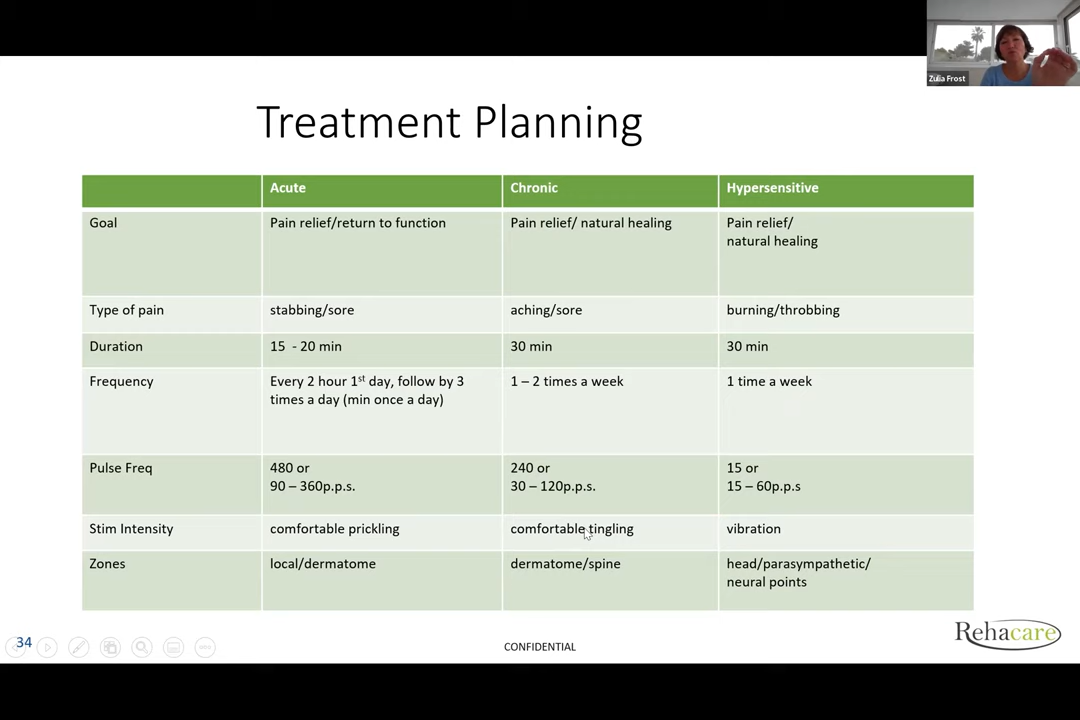 Zulia Frost
Treatment Planning
Acute Chronic Hypersensitive
Goal Pain relief/return to function Pain relief/ natural healing Pain relief/
natural healing
Type of pain stabbing/sore aching/sore burning/throbbing
Duration 15 - 20 min 30 min 30 min
Frequency Every 2 hour 1st day, follow by 3 1 – 2 times a week 1 time a week
times a day (min once a day)
Pulse Freq 480 or 240 or 15 or
90 – 360p.p.s. 30 – 120p.p.s. 15 – 60p.p.s
Stim Intensity comfortable prickling comfortable tingling vibration
Zones local/dermatome dermatome/spine head/parasympathetic/
neural points
34
CONFIDENTIAL
Rehacare